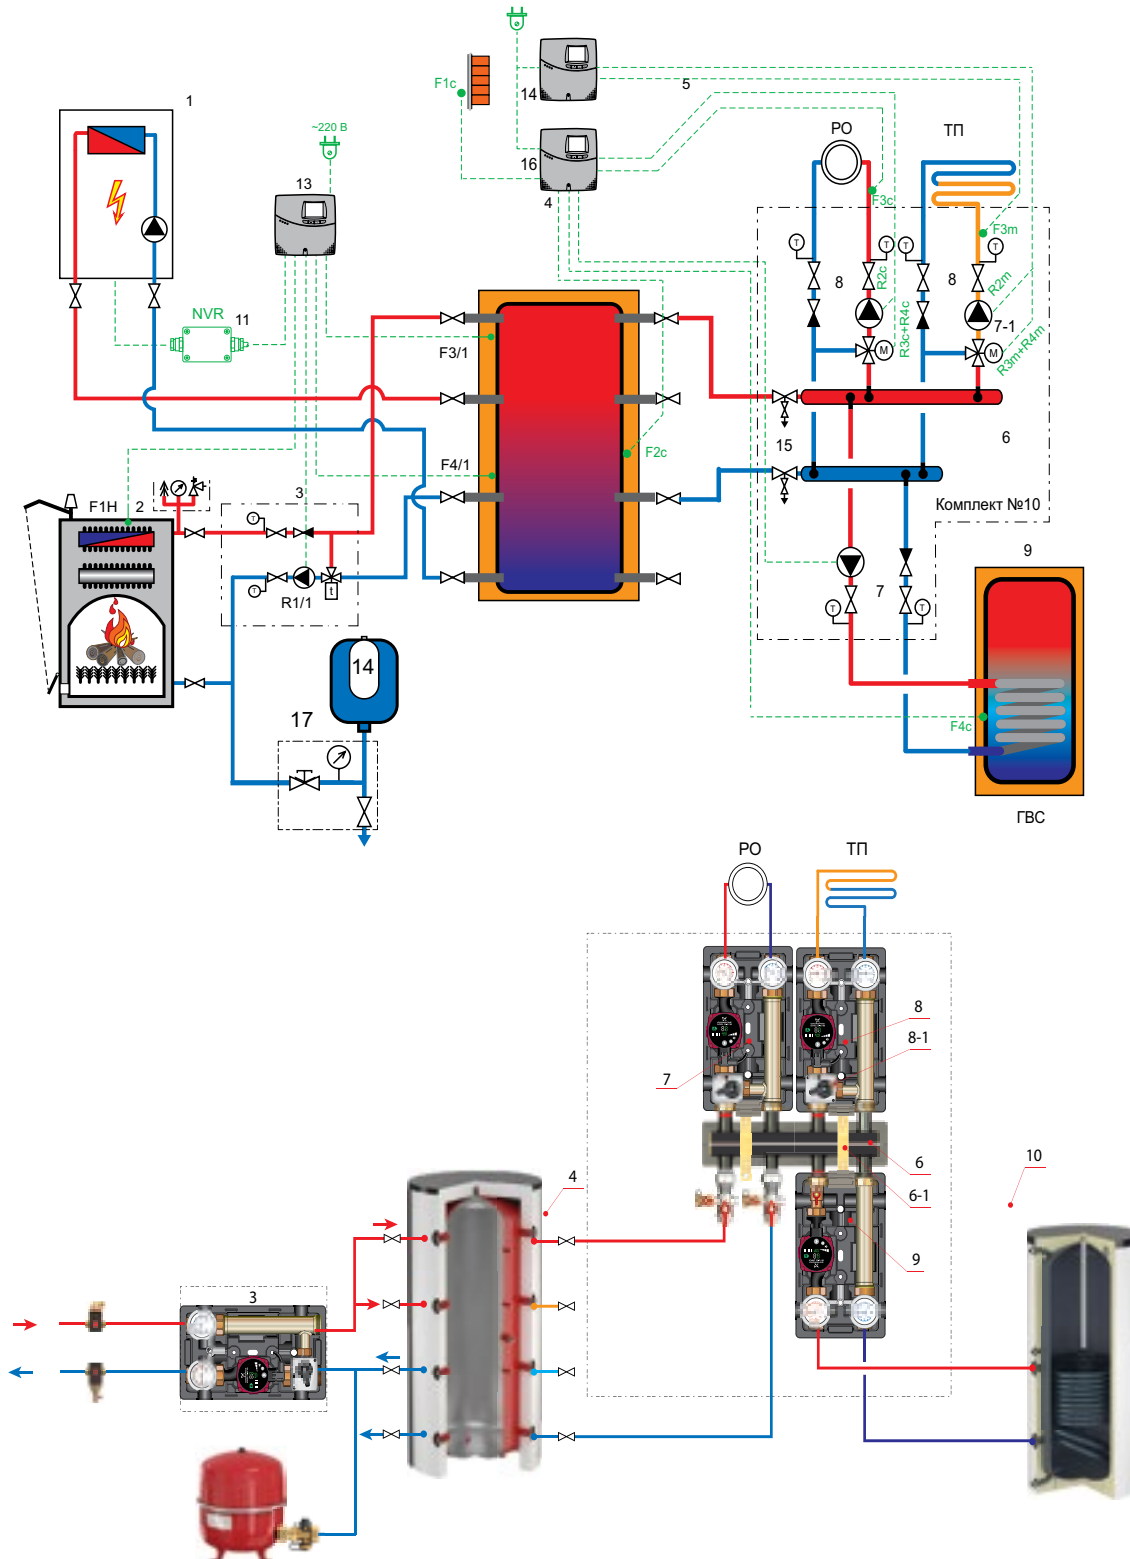 1
~220 В
13
NVR
11
F1c
14
5
16
4
РО
ТП
F3c
F3m
8
R2c
8
R2m
7-1
R3c+R4c
R3m+R4m
M
M
T
T
T
T
F3/1
F4/1
F2c
15
6
Комплект №10
F1H
2
3
T
T
R1/1
t
14
17
7
T
T
9
F4c
ГВС
РО
ТП
8
8-1
7
6
6-1
4
10
9
3